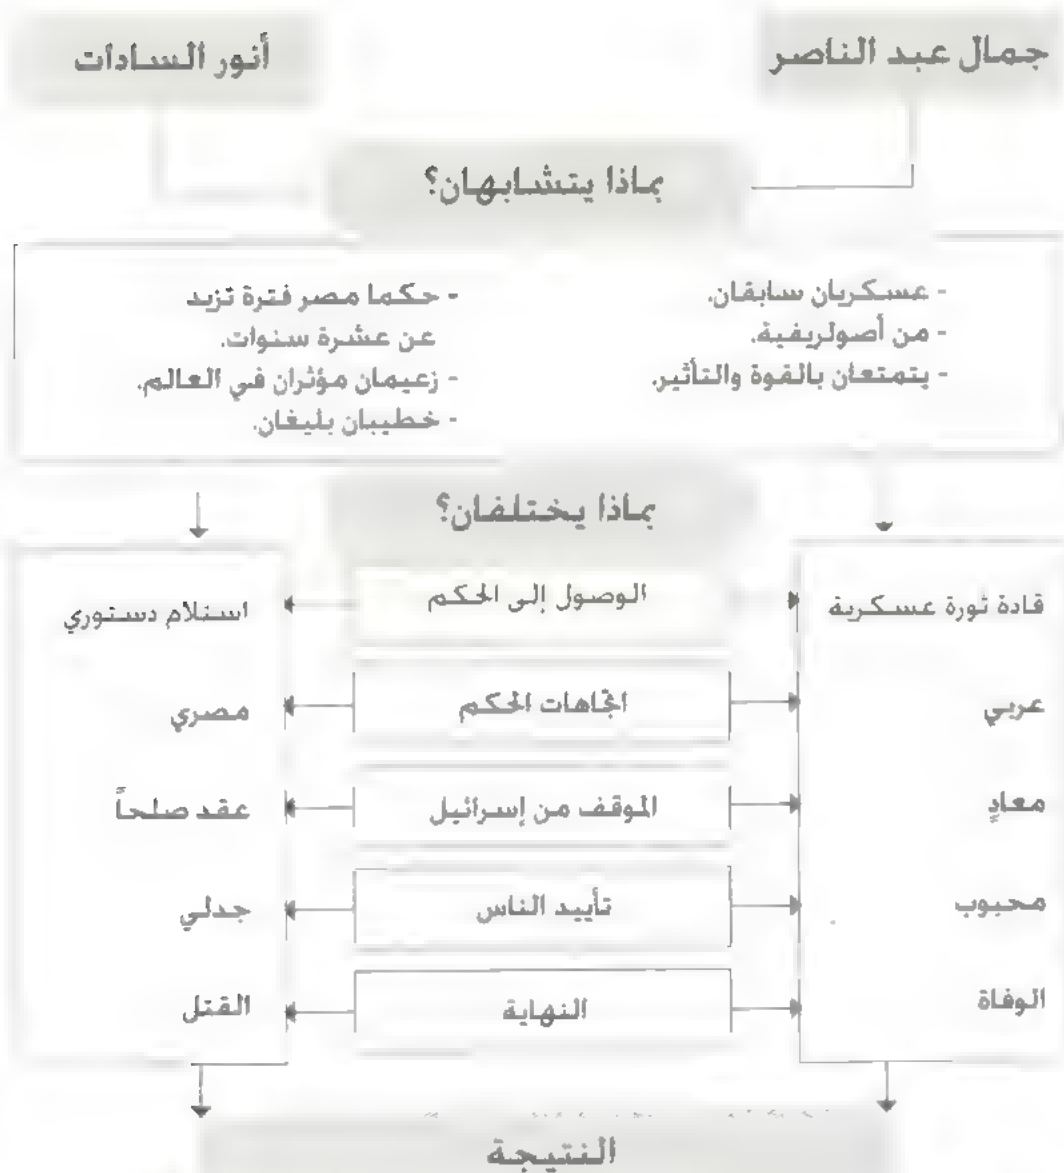 جمال عبد الناصر
أنور السادات
بماذا يتشابهان؟
- عسكريان سابقان.
- من أصولريفية.
- يتمتعان بالقوة والتأثير.
- حكما مصر فترة تزيد
عن عشرة سنوات.
- زعيمان مؤثران في العالم.
- خطيبان بليغان.
بماذا يختلفان؟
قادة ثورة عسكرية
الوصول إلى الحكم
استلام دستوري
عربي
اتجاهات الحكم
مصري
معادٍ
الموقف من إسرائيل
عقد صلحاً
محبوب
تأييد الناس
جدلي
الوفاة
النهاية
القتل
النتيجة